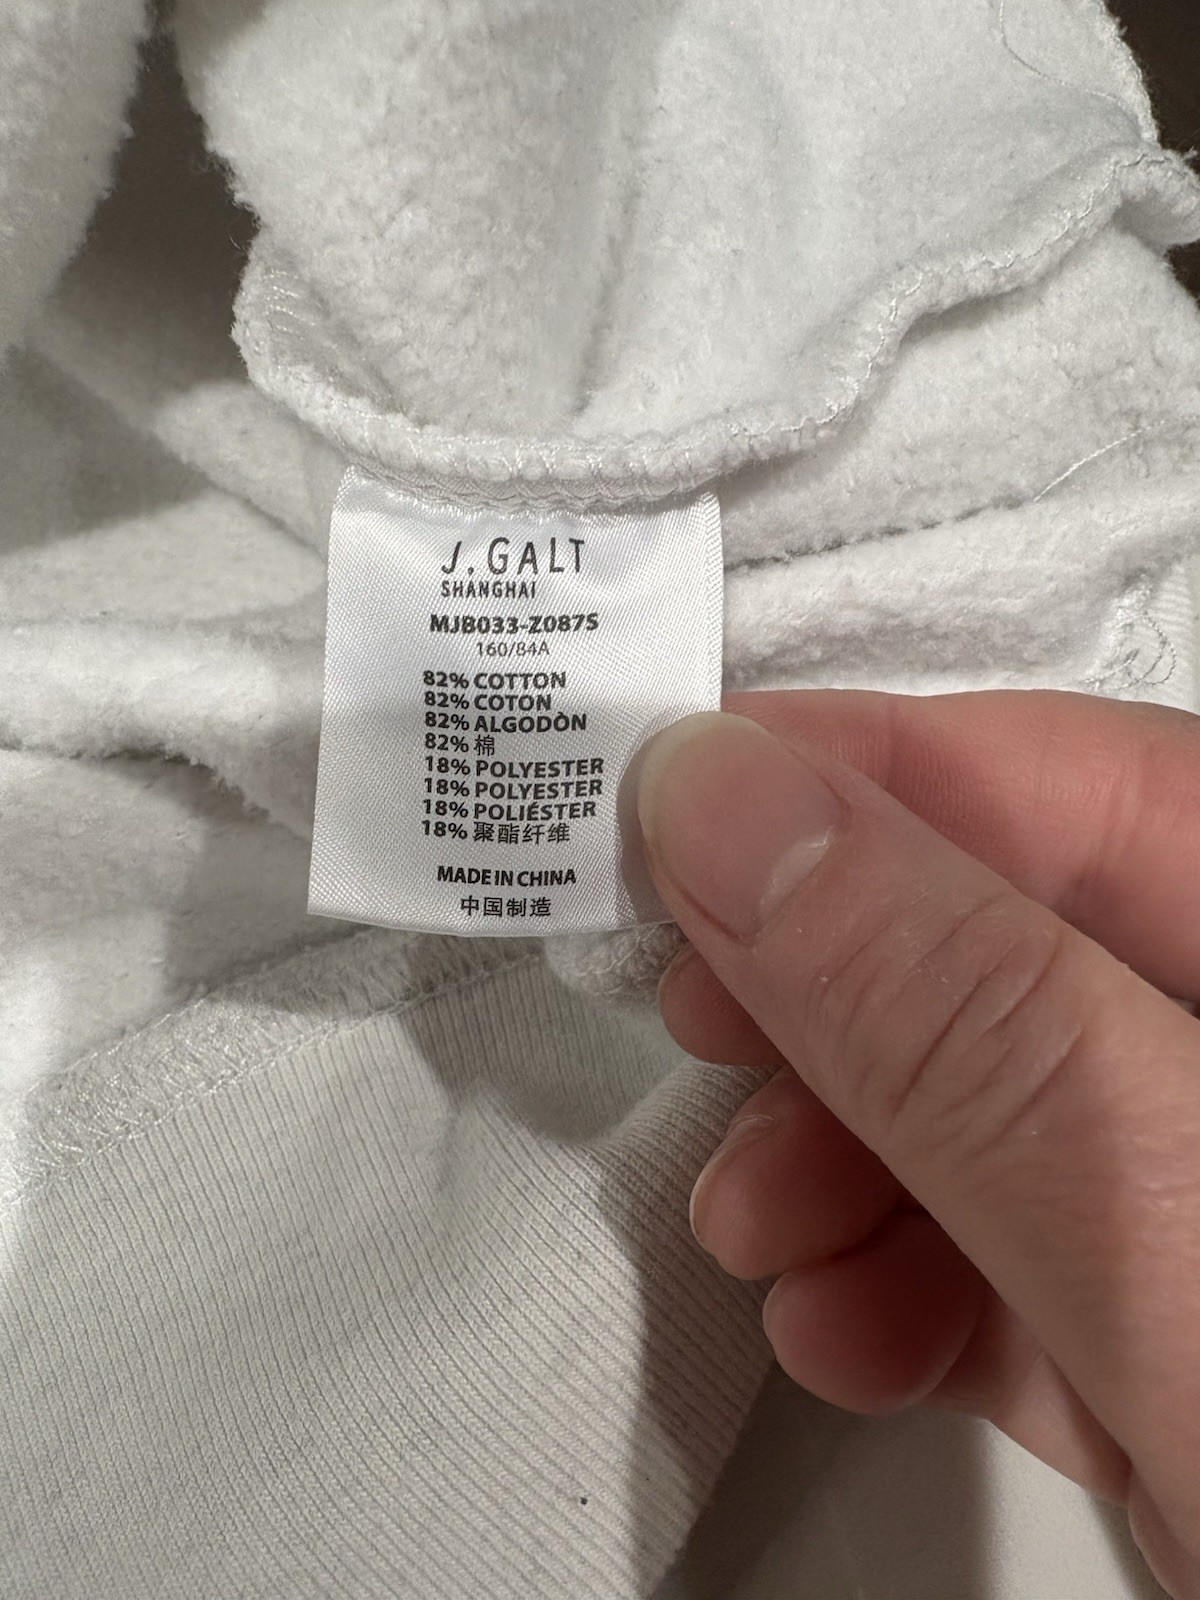 J.GALT
SHANGHAI
MJB033-Z087S
160/84A
82% COTTON
82% COTON
82% ALGODÒN
82% 棉
18% POLYESTER
18% POLYESTER
18% POLIÉSTER
18% 聚酯纤维
MADE IN CHINA
中国制造